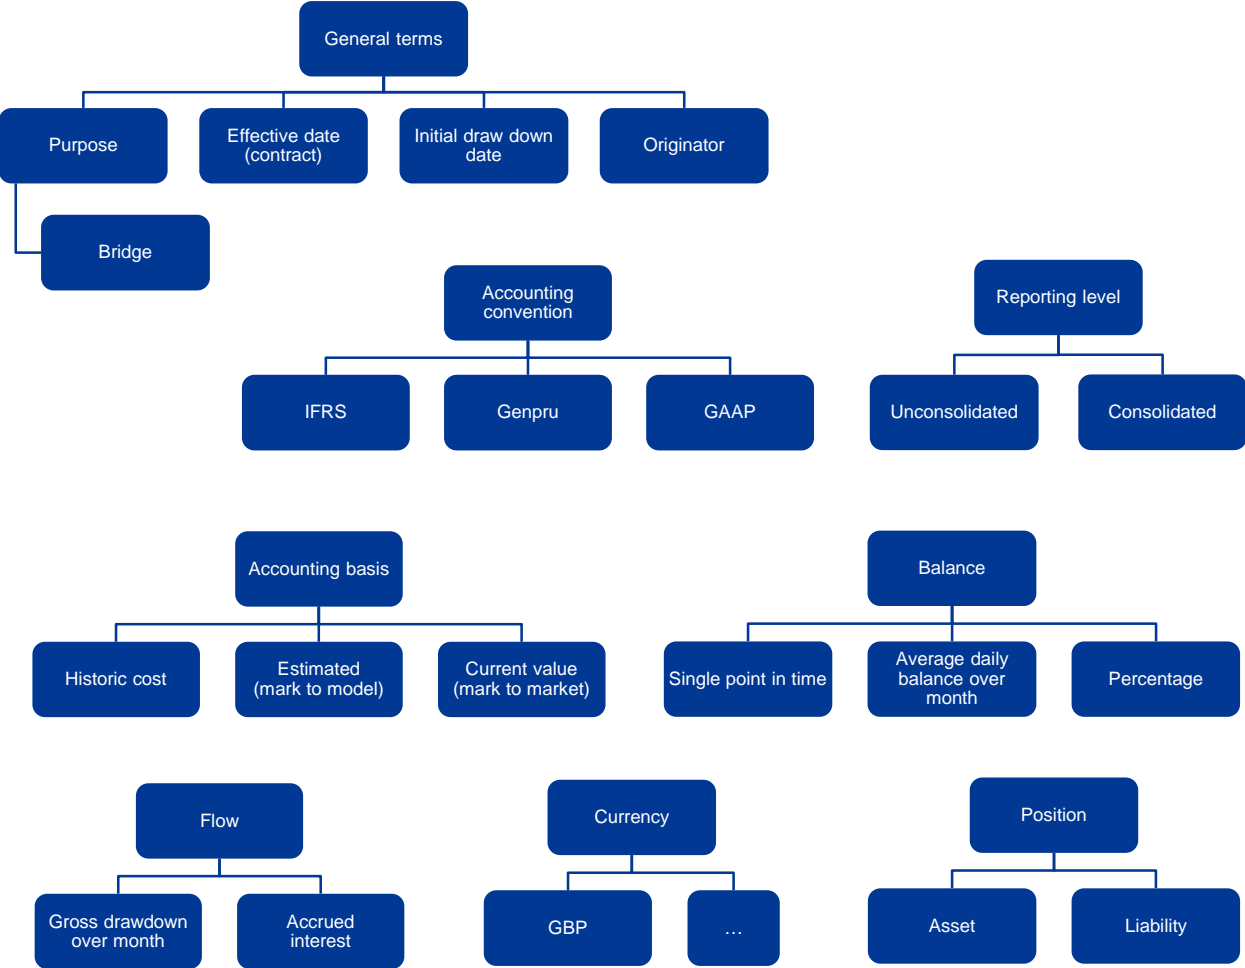 General terms
Purpose
Effective date
(contract)
Initial draw down
date
Originator
Bridge
Accounting
convention
Reporting level
IFRS
Genpru
GAAP
Unconsolidated
Consolidated
Accounting basis
Balance
Historic cost
Estimated
(mark to model)
Current value
(mark to market)
Single point in time
Average daily
balance over
month
Percentage
Flow
Currency
Position
Gross drawdown
over month
Accrued
interest
GBP
…
Asset
Liability